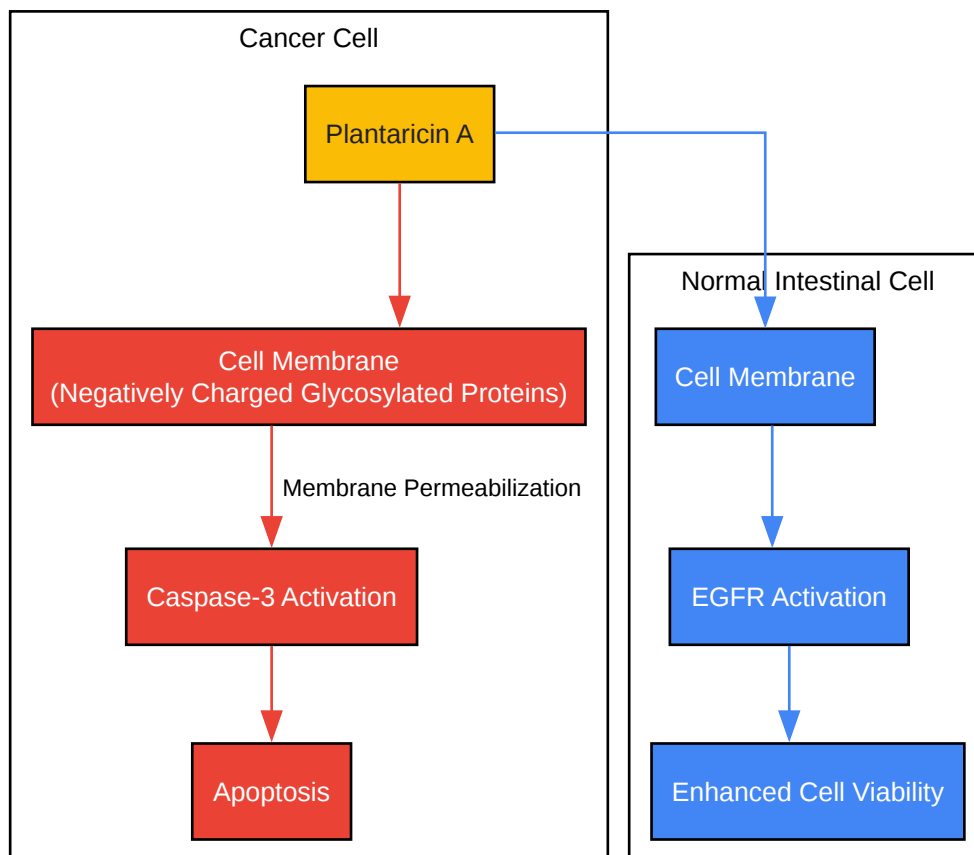 Cancer Cell
Plantaricin A
Cell Membrane
(Negatively Charged Glycosylated Proteins)
Membrane Permeabilization
Caspase-3 Activation
Apoptosis
Normal Intestinal Cell
Cell Membrane
EGFR Activation
Enhanced Cell Viability